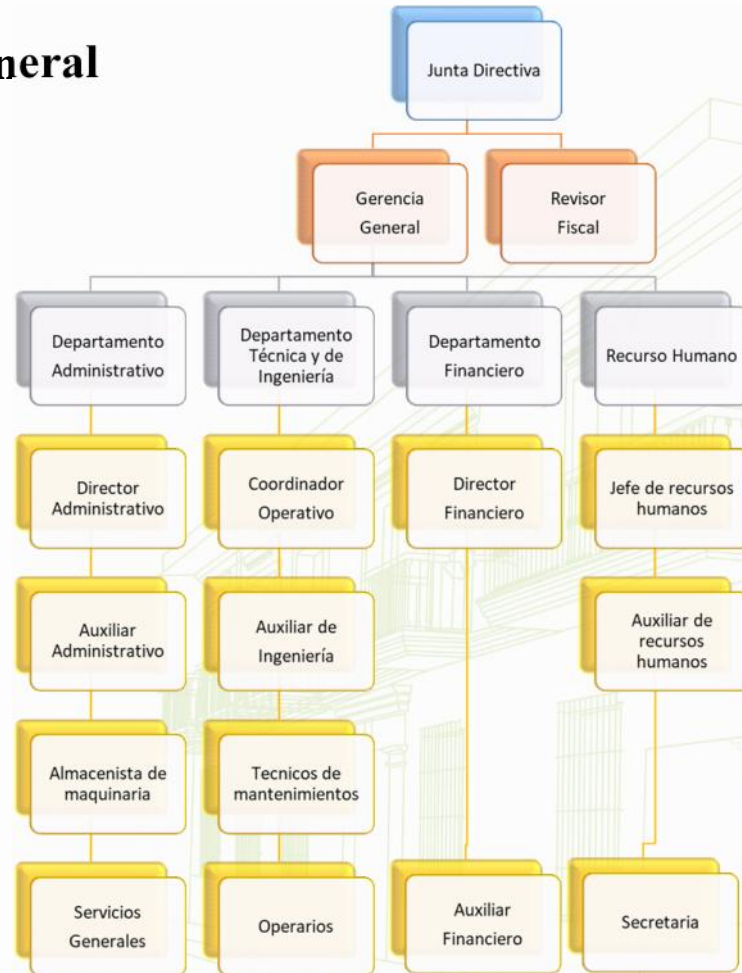 neral
Junta Directiva
Gerencia
General
Revisor
Fiscal
Departamento
Administrativo
Departamento
Técnica y de
Ingeniería
Departamento
Financiero
Recurso Humano
Director
Administrativo
Coordinador
Operativo
Director
Financiero
Jefe de recursos
humanos
Auxiliar
Administrativo
Auxiliar de
Ingeniería
Auxiliar de
recursos
humanos
Almacenista de
maquinaria
Tecnicos de
mantenimientos
Servicios
Generales
Operarios
Auxiliar
Financiero
Secretaria